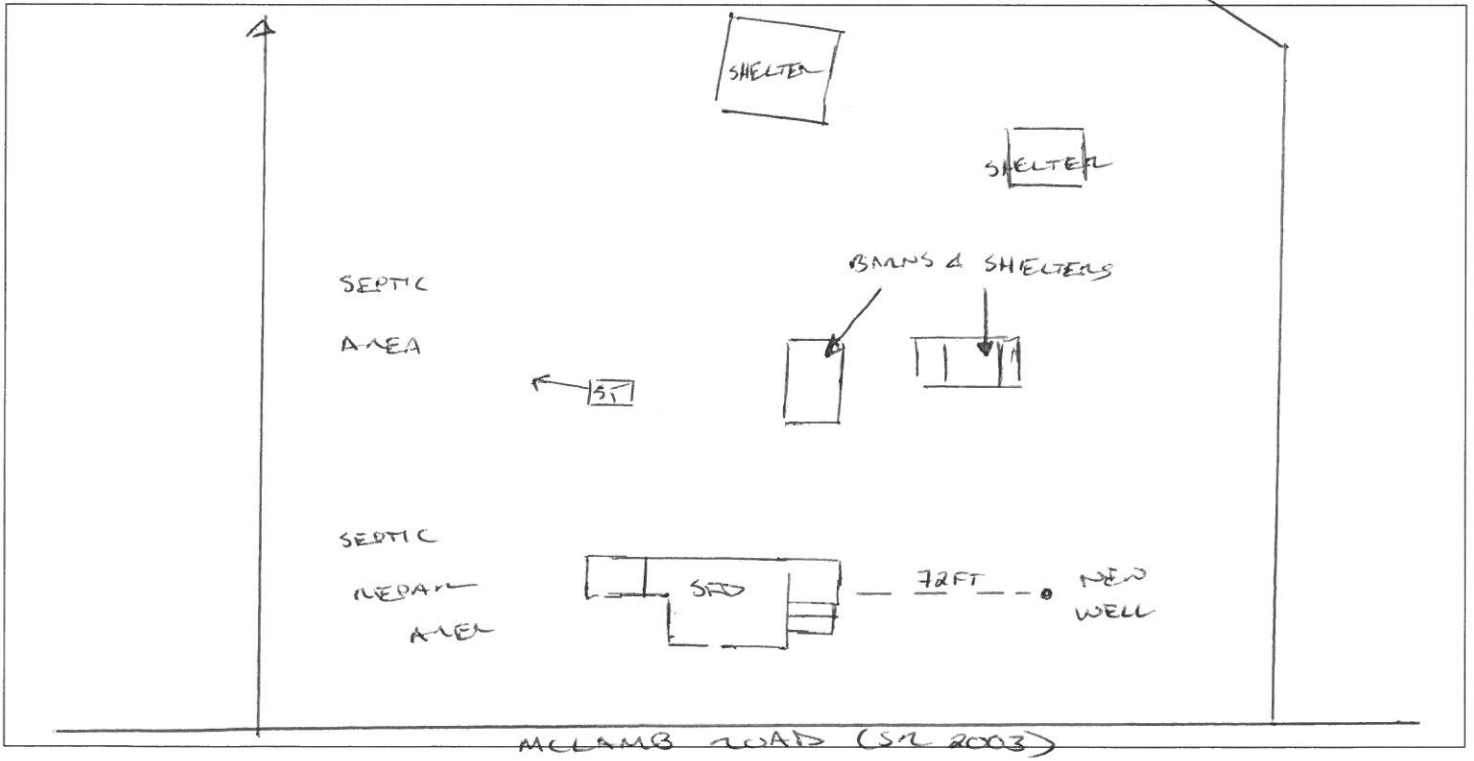 SHELTER
SHELTER
BARNS & SHELTERS
SEPTIC
AREA
ST
SEPTIC
REPAIR
AREA
SFD
72FT
NEW
WELL
MCLAMB ROAD (SR 2003)